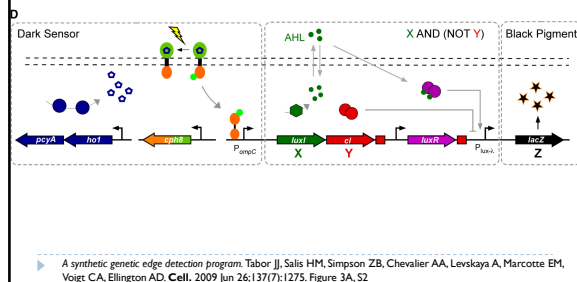 D
Dark Sensor
AHL
X AND (NOT Y)
Black Pigment
pcyA
ho1
cph8
PompC
luxI
cI
luxR
Plux-λ
lacZ
X
Y
Z
A synthetic genetic edge detection program. Tabor JJ, Salis HM, Simpson ZB, Chevalier AA, Levskaya A, Marcotte EM,
Voigt CA, Ellington AD. Cell. 2009 Jun 26;137(7):1275. Figure 3A, S2